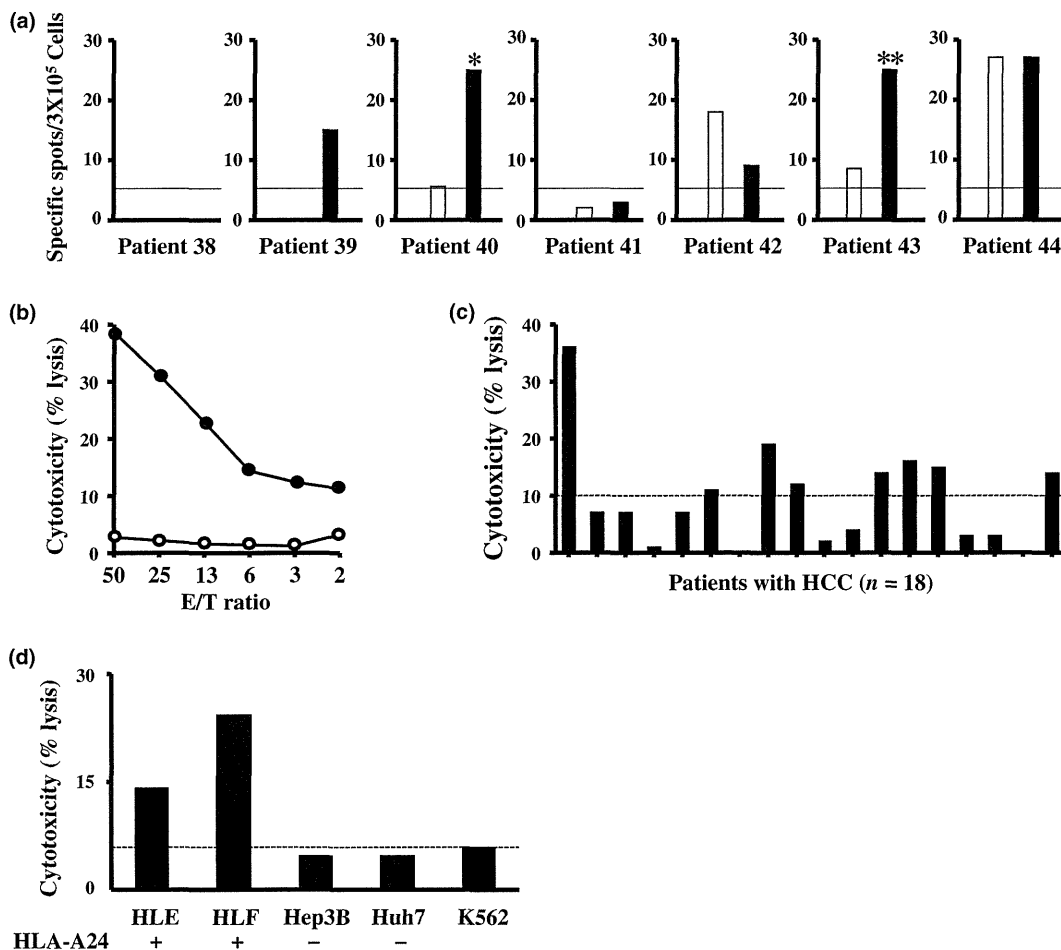 (a)
Specific spots/3X10⁵ Cells
30 20 10 0
30 20 10 0
30 20 10 0
30 20 10 0
30 20 10 0
30 20 10 0
30 20 10 0
* **
Patient 38 Patient 39 Patient 40 Patient 41 Patient 42 Patient 43 Patient 44
(b)
Cytotoxicity (% lysis)
40
30
20
10
0
50 25 13 6 3 2
E/T ratio
(c)
Cytotoxicity (% lysis)
40
30
20
10
0
Patients with HCC (n = 18)
(d)
Cytotoxicity (% lysis)
30
15
0
HLE HLF Hep3B Huh7 K562
HLA-A24 + + − −